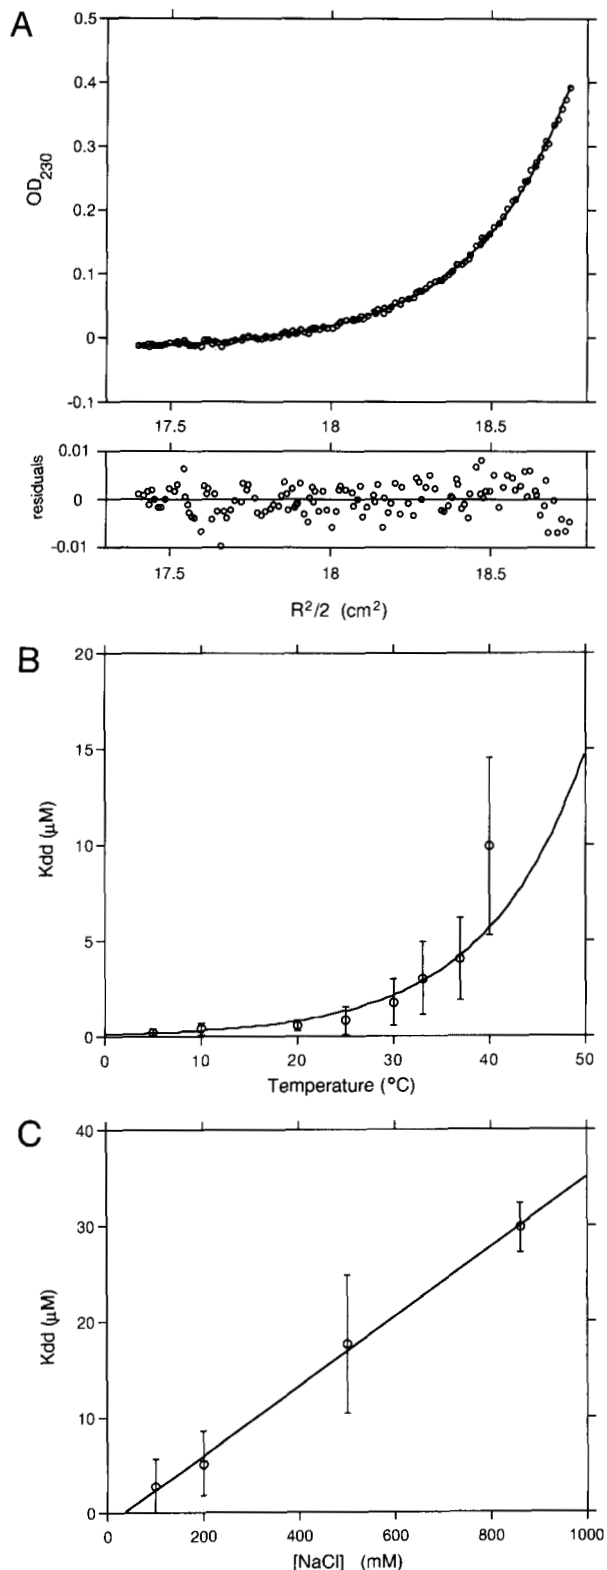 A
0.5
0.4
0.3
0.2
0.1
0
-0.1
OD230
17.5 18 18.5
0.01
0
-0.01
residuals
17.5 18 18.5
R²/2 (cm²)
B
20
15
10
5
0
Kdd (μM)
0 10 20 30 40 50
Temperature (°C)
C
40
30
20
10
0
Kdd (μM)
0 200 400 600 800 1000
[NaCl] (mM)